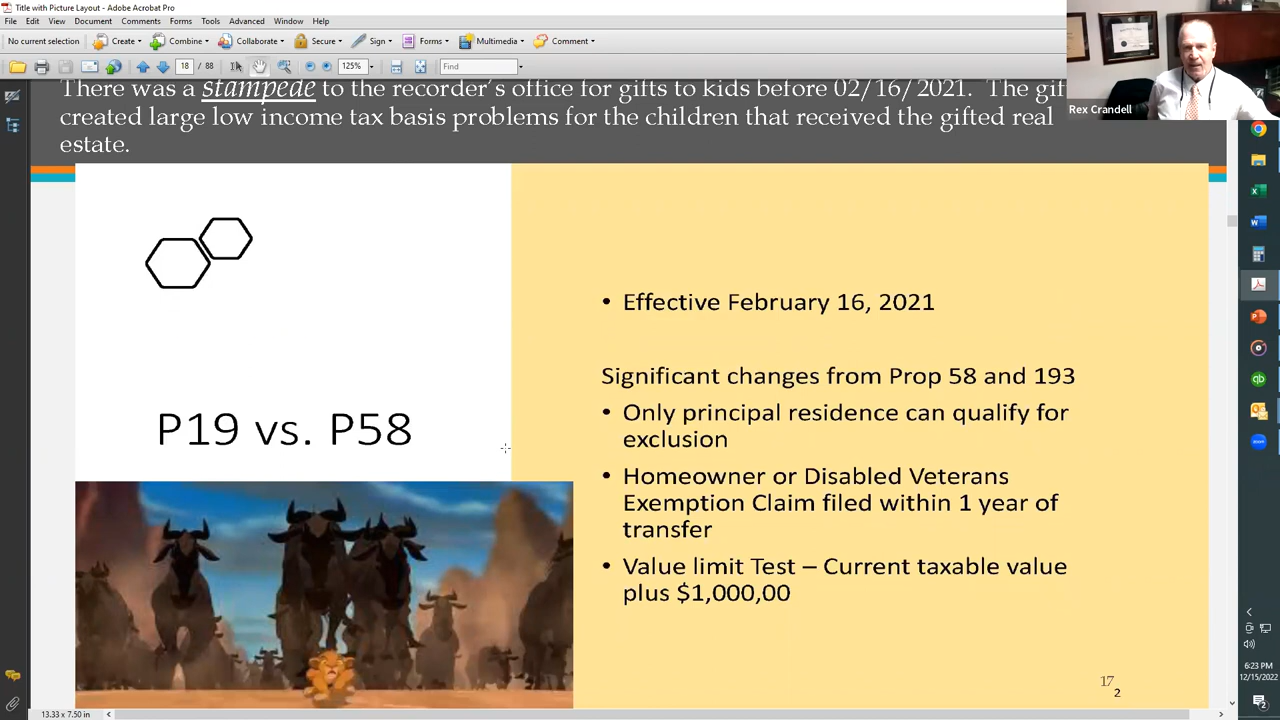 Title with Picture Layout - Adobe Acrobat Pro
File Edit View Document Comments Forms Tools Advanced Window Help
No current selection Create Combine Collaborate Secure Sign Forms Multimedia Comment
18 / 88 125% Find
There was a stampede to the recorder's office for gifts to kids before 02/16/2021. The gif
created large low income tax basis problems for the children that received the gifted real
estate.
Rex Crandell
P19 vs. P58
• Effective February 16, 2021
Significant changes from Prop 58 and 193
• Only principal residence can qualify for
exclusion
• Homeowner or Disabled Veterans
Exemption Claim filed within 1 year of
transfer
• Value limit Test – Current taxable value
plus $1,000,00
17
2
13.33 x 7.50 in
6:23 PM
12/15/2022